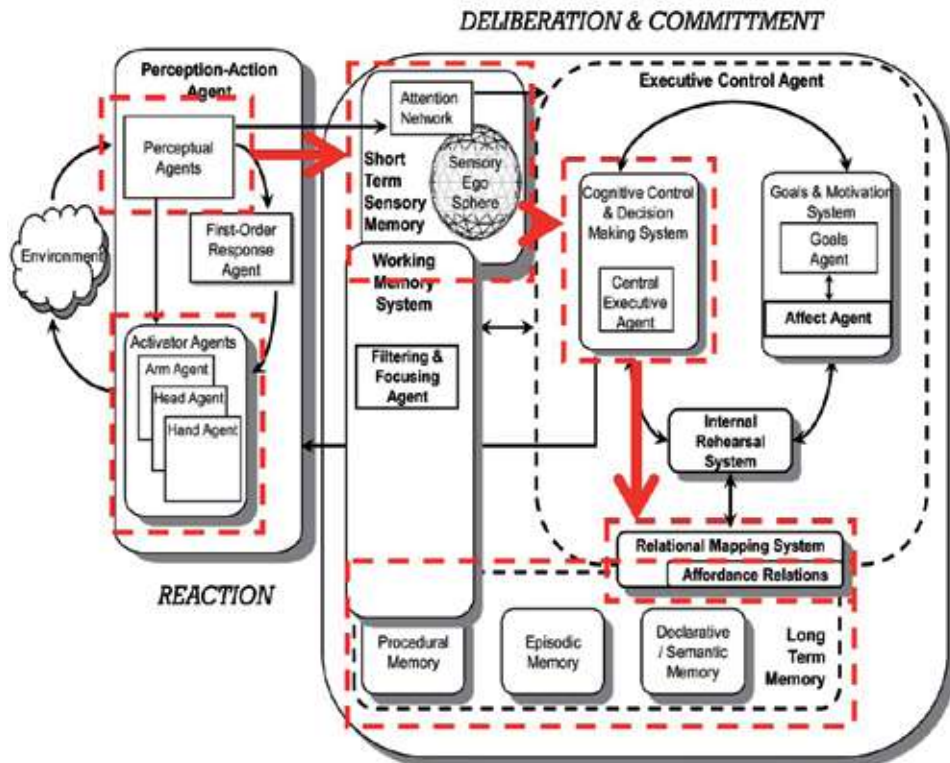 DELIBERATION & COMMITTMENT
Perception-Action
Agent
Perceptual
Agents
First-Order
Response
Agent
Environment
Activator Agents
Arm Agent
Head Agent
Hand Agent
REACTION
Attention
Network
Short
Term
Sensory
Memory
Sensory
Ego
Sphere
Working
Memory
System
Filtering &
Focusing
Agent
Executive Control Agent
Cognitive Control
& Decision
Making System
Central
Executive
Agent
Goals & Motivation
System
Goals
Agent
Affect Agent
Internal
Rehearsal
System
Relational Mapping System
Affordance Relations
Procedural
Memory
Episodic
Memory
Declarative
/ Semantic
Memory
Long
Term
Memory